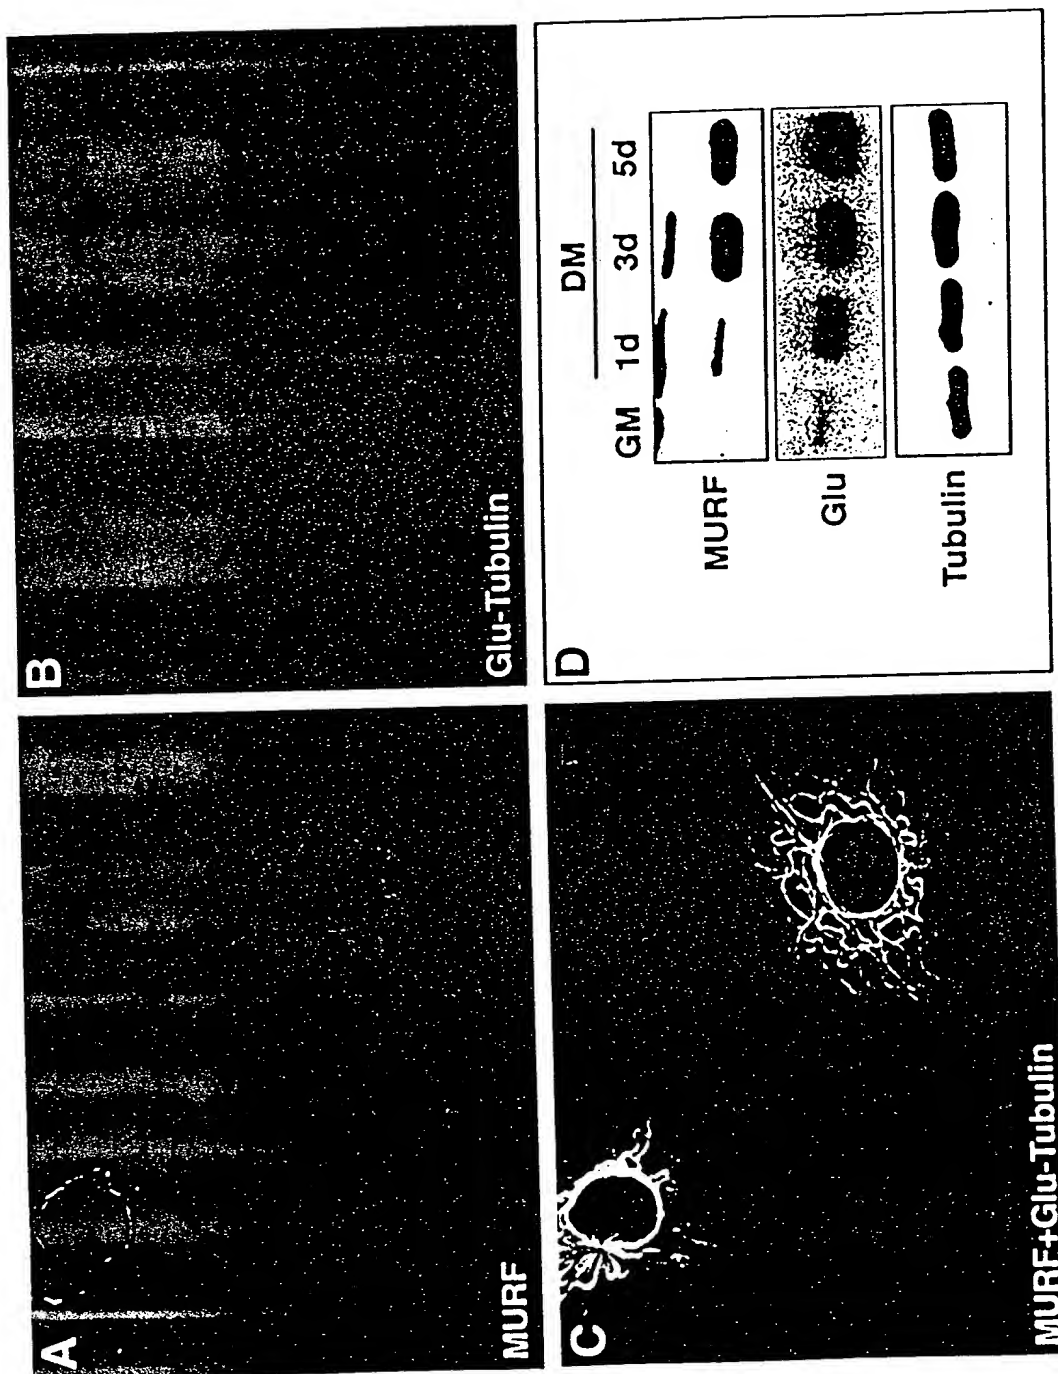 A
MURF
B
Glu-Tubulin
C
MURF+Glu-Tubulin
D
DM
GM 1d 3d 5d
MURF
Glu
Tubulin